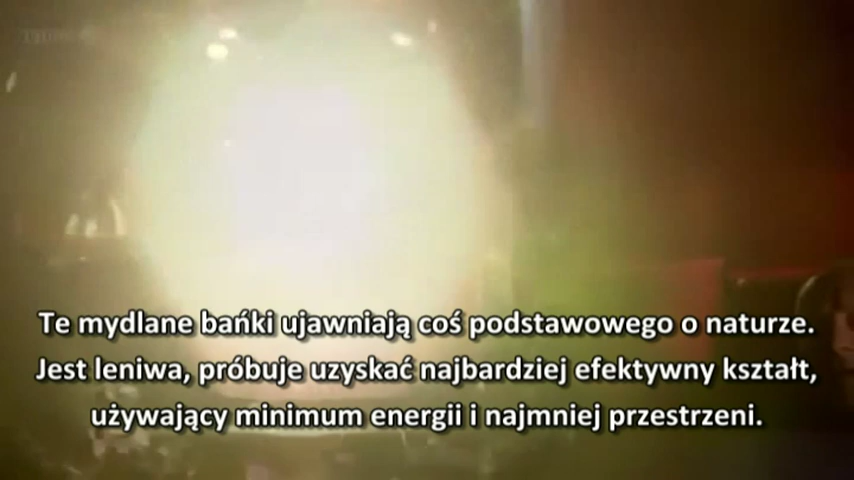 Te mydlane bańki ujawniają coś podstawowego o naturze.
Jest leniwa, próbuje uzyskać najbardziej efektywny kształt,
używający minimum energii i najmniej przestrzeni.